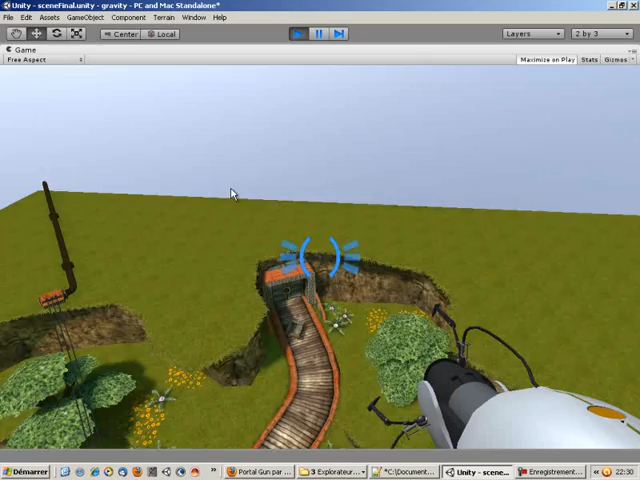 Unity - sceneFinal.unity - gravity - PC and Mac Standalone*
File Edit Assets GameObject Component Terrain Window Help
Center Local Layers 2 by 3
Game
Free Aspect Maximize on Play Stats Gizmos
Démarrer Portal Gun par ... 3 Explorateur... *C:\Document... Unity - scene... Enregistrement... 22:30